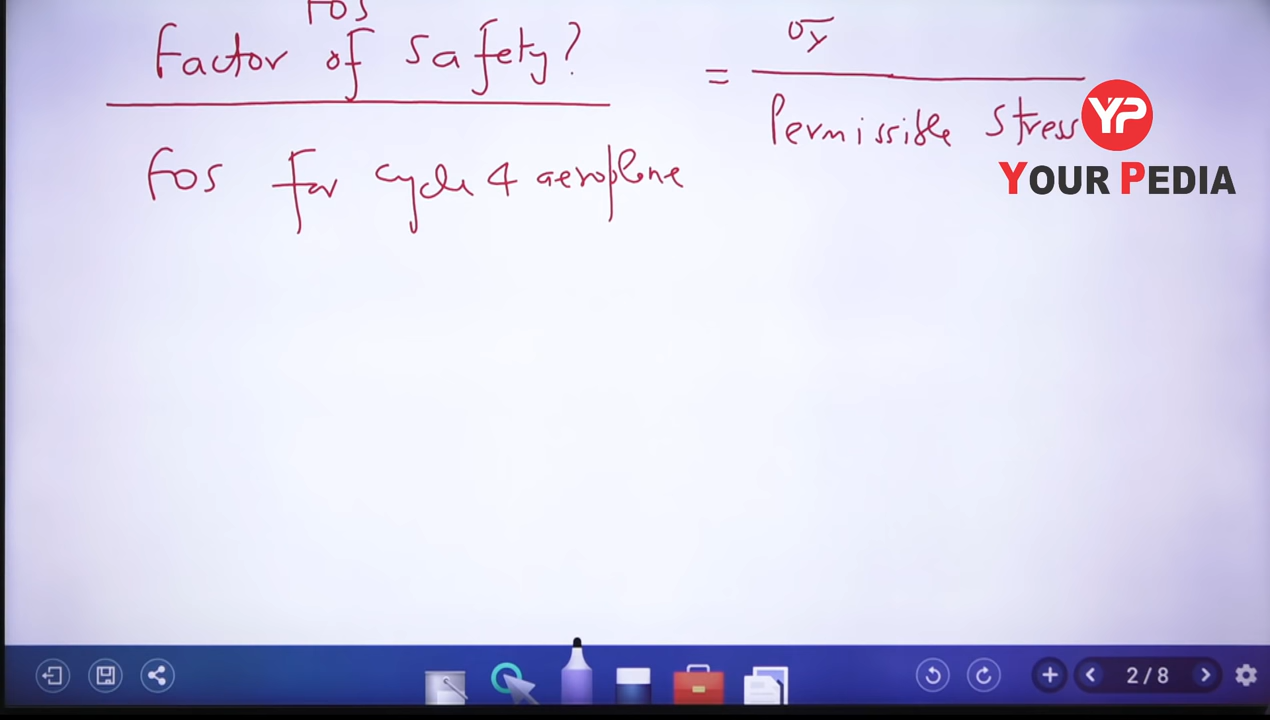 FOS
Factor of Safety?
= σy
Permissible Stress
FOS for cycle & aeroplane
YP
YOUR PEDIA
2/8